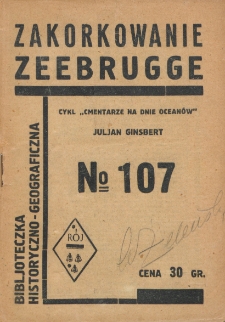 ZAKORKOWANIE
ZEEBRUGGE
CYKL „CMENTARZE NA DNIE OCEANÓW"
JULJAN GINSBERT
№ 107
BIBLJOTECZKA
HISTORYCZNO-GEOGRAFICZNA
RÓJ
CENA 30 GR.